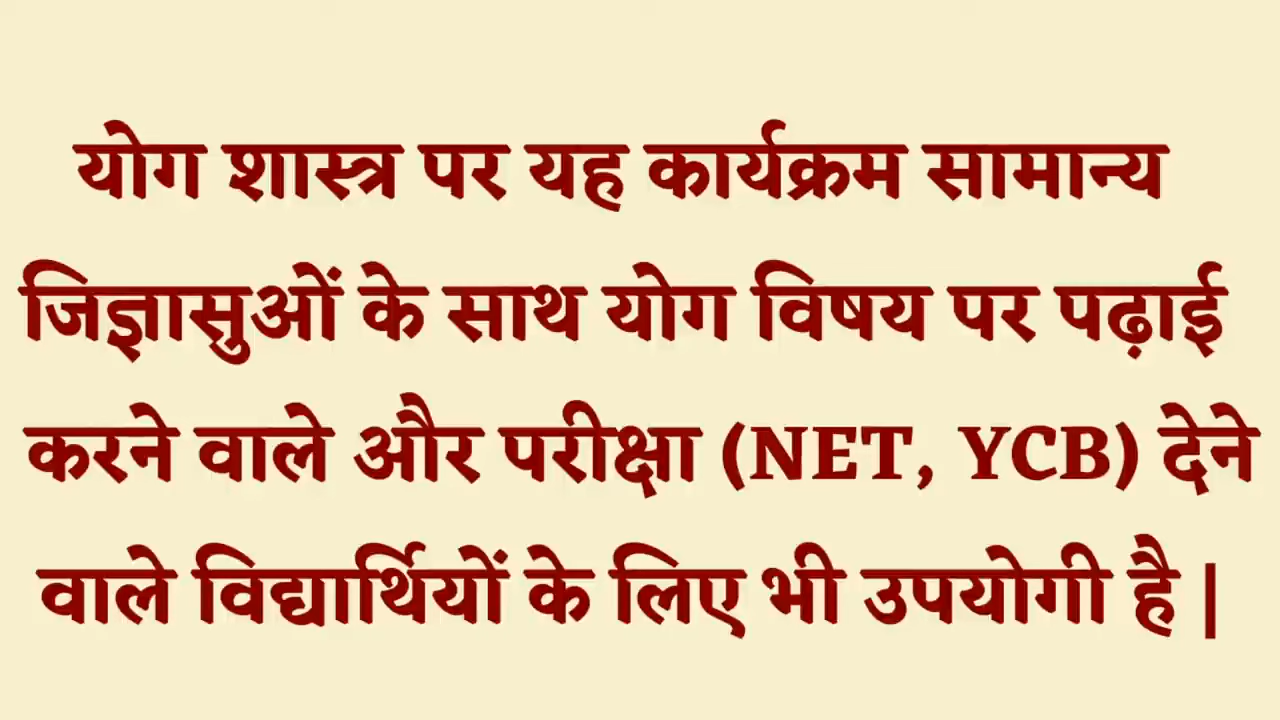 योग शास्त्र पर यह कार्यक्रम सामान्य
जिज्ञासुओं के साथ योग विषय पर पढ़ाई
करने वाले और परीक्षा (NET, YCB) देने
वाले विद्यार्थियों के लिए भी उपयोगी है |